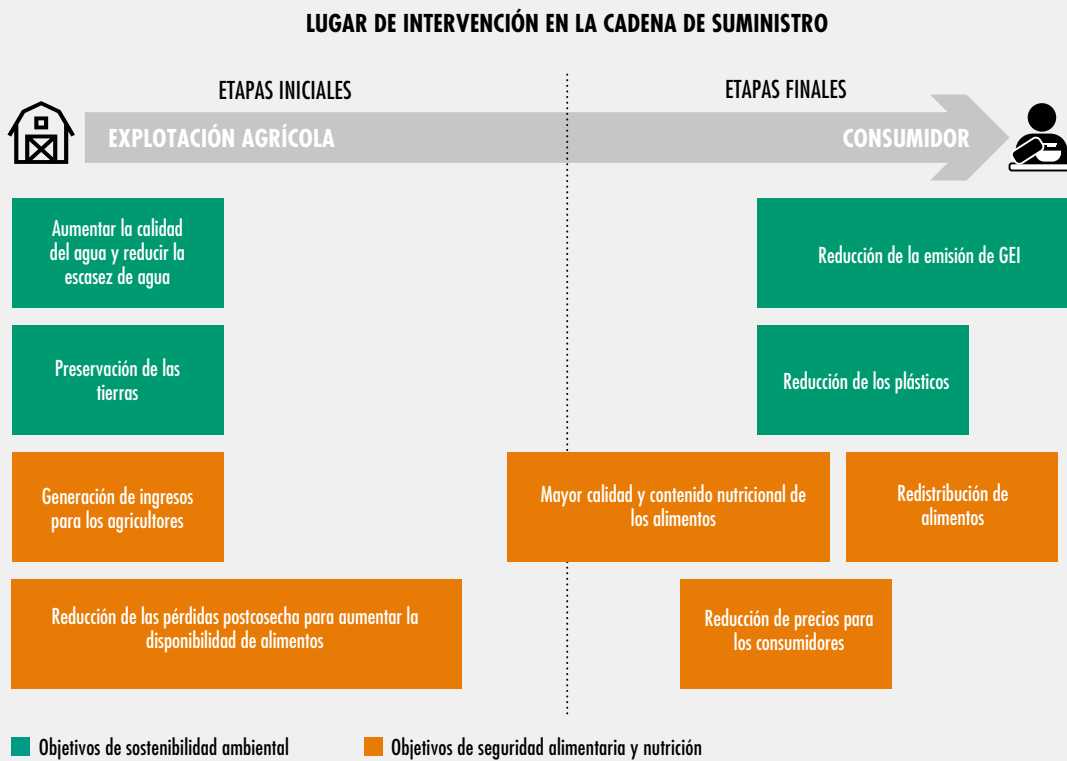 LUGAR DE INTERVENCIÓN EN LA CADENA DE SUMINISTRO
ETAPAS INICIALES
ETAPAS FINALES
EXPLOTACIÓN AGRÍCOLA
CONSUMIDOR
Aumentar la calidad
del agua y reducir la
escasez de agua
Reducción de la emisión de GEI
Preservación de las
tierras
Reducción de los plásticos
Generación de ingresos
para los agricultores
Mayor calidad y contenido nutricional de
los alimentos
Redistribución de
alimentos
Reducción de las pérdidas postcosecha para aumentar la
disponibilidad de alimentos
Reducción de precios para
los consumidores
Objetivos de sostenibilidad ambiental
Objetivos de seguridad alimentaria y nutrición